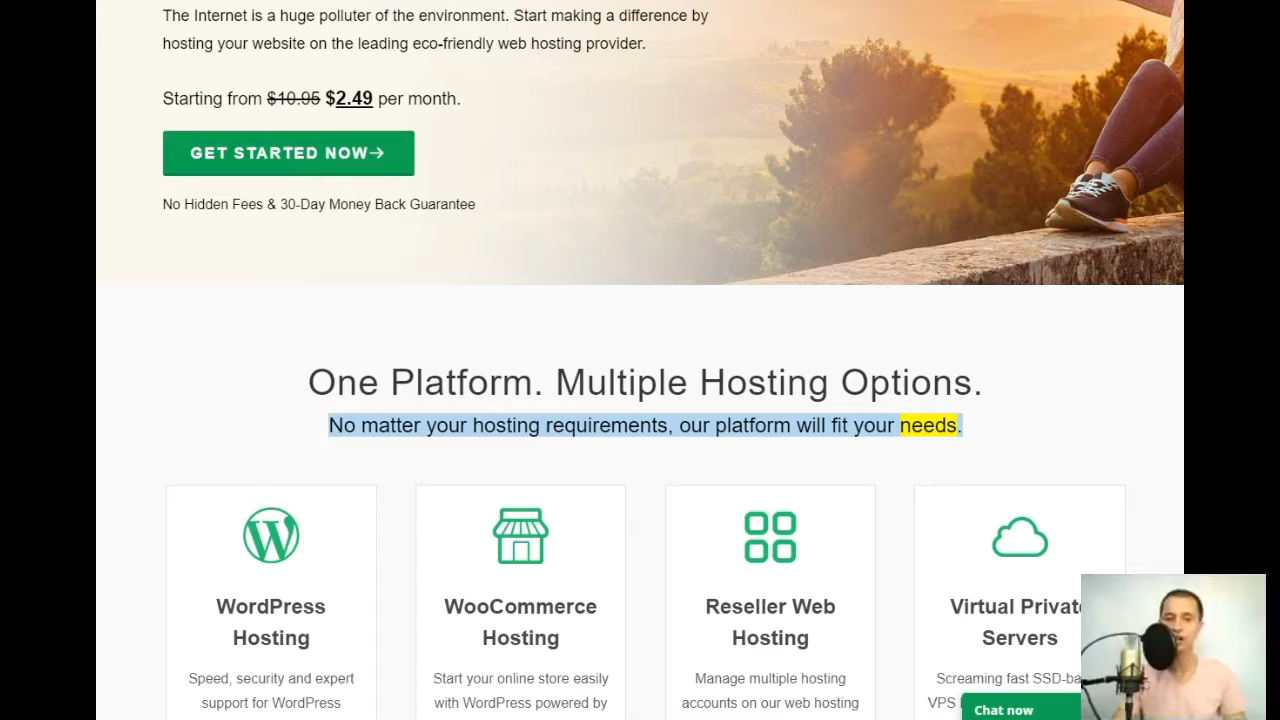 The Internet is a huge polluter of the environment. Start making a difference by
hosting your website on the leading eco-friendly web hosting provider.
Starting from $10.95 $2.49 per month.
GET STARTED NOW→
No Hidden Fees & 30-Day Money Back Guarantee
One Platform. Multiple Hosting Options.
No matter your hosting requirements, our platform will fit your needs.
WordPress
Hosting
Speed, security and expert
support for WordPress
WooCommerce
Hosting
Start your online store easily
with WordPress powered by
Reseller Web
Hosting
Manage multiple hosting
accounts on our web hosting
Virtual Private
Servers
Screaming fast
VPS
Chat now